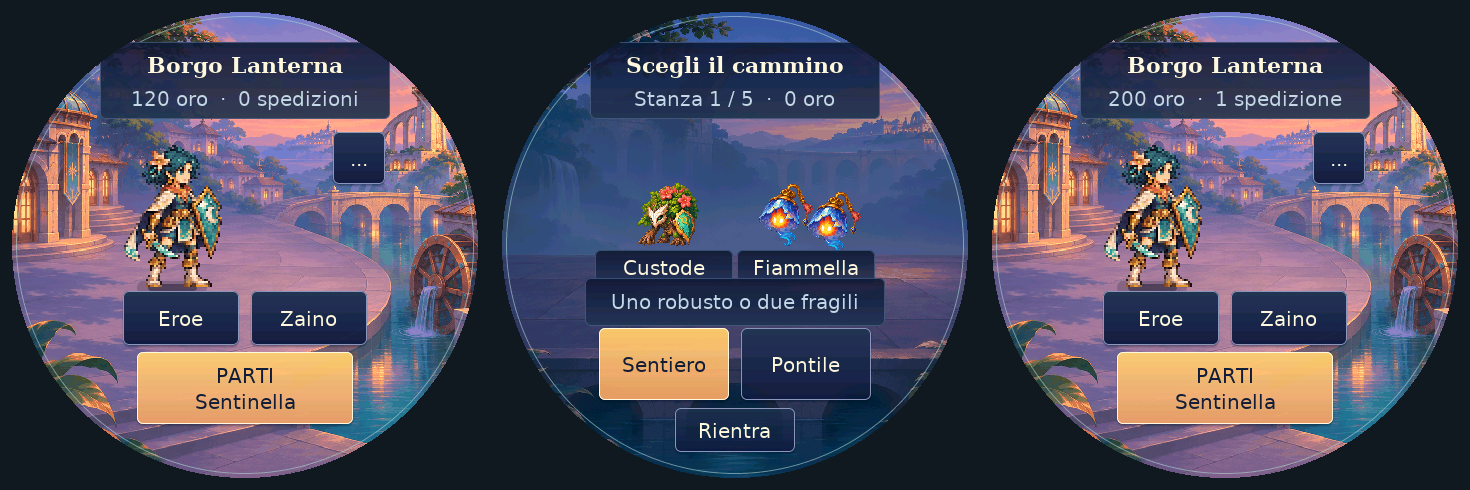 Borgo Lanterna
120 oro · 0 spedizioni
...
Eroe
Zaino
PARTI
Sentinella
Scegli il cammino
Stanza 1 / 5 · 0 oro
Custode
Fiammella
Uno robusto o due fragili
Sentiero
Pontile
Rientra
Borgo Lanterna
200 oro · 1 spedizione
...
Eroe
Zaino
PARTI
Sentinella